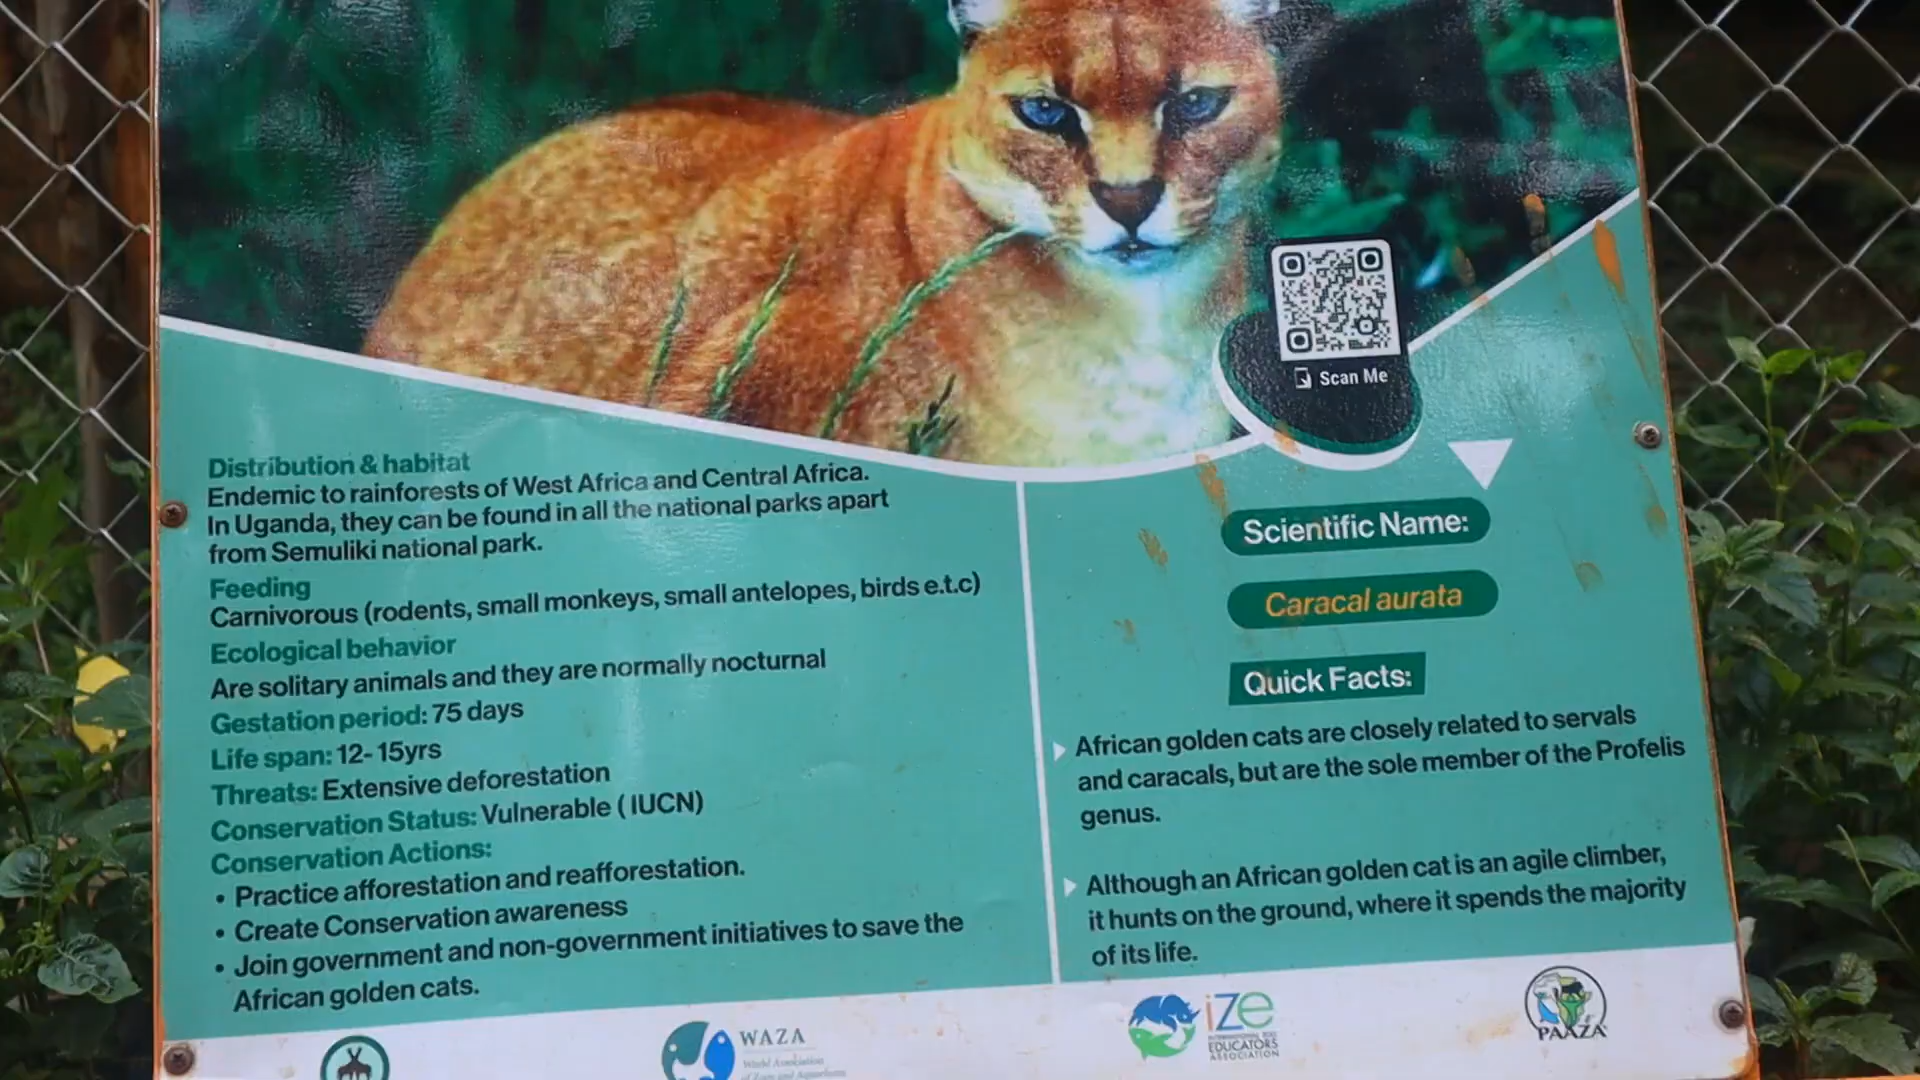 Scan Me
Distribution & habitat
Endemic to rainforests of West Africa and Central Africa.
In Uganda, they can be found in all the national parks apart
from Semuliki national park.
Feeding
Carnivorous (rodents, small monkeys, small antelopes, birds e.t.c)
Ecological behavior
Are solitary animals and they are normally nocturnal
Gestation period: 75 days
Life span: 12- 15yrs
Threats: Extensive deforestation
Conservation Status: Vulnerable ( IUCN)
Conservation Actions:
• Practice afforestation and reafforestation.
• Create Conservation awareness
• Join government and non-government initiatives to save the
African golden cats.
Scientific Name:
Caracal aurata
Quick Facts:
African golden cats are closely related to servals
and caracals, but are the sole member of the Profelis
genus.
Although an African golden cat is an agile climber,
it hunts on the ground, where it spends the majority
of its life.
WAZA
World Association
of Zoos and Aquariums
iZE
INTERNATIONAL ZOO
EDUCATORS
ASSOCIATION
PAAZA